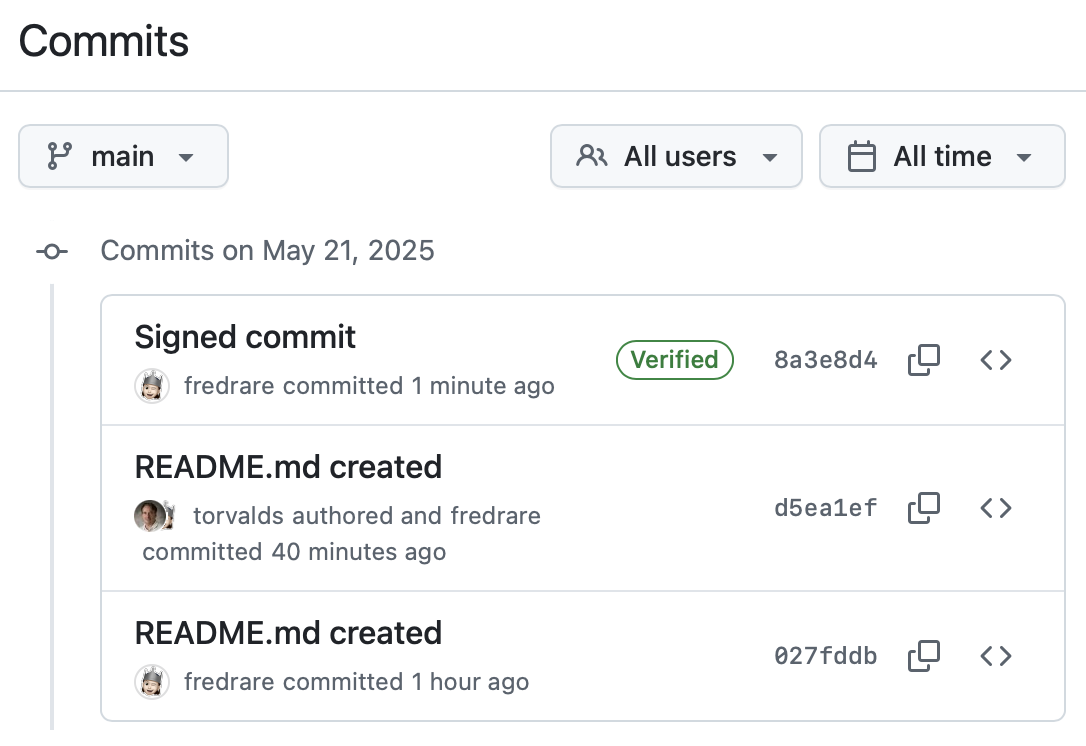 Commits
main
All users
All time
Commits on May 21, 2025
Signed commit
fredrare committed 1 minute ago
Verified
8a3e8d4
README.md created
torvalds authored and fredrare
committed 40 minutes ago
d5ea1ef
README.md created
fredrare committed 1 hour ago
027fddb